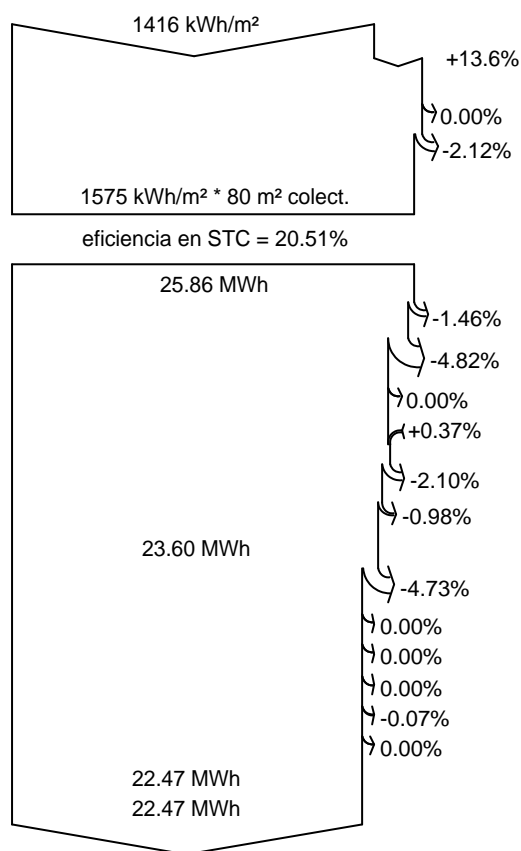 1416 kWh/m²
+13.6%
0.00%
-2.12%
1575 kWh/m² * 80 m² colect.
eficiencia en STC = 20.51%
25.86 MWh
-1.46%
-4.82%
0.00%
+0.37%
-2.10%
-0.98%
23.60 MWh
-4.73%
0.00%
0.00%
0.00%
-0.07%
0.00%
22.47 MWh
22.47 MWh